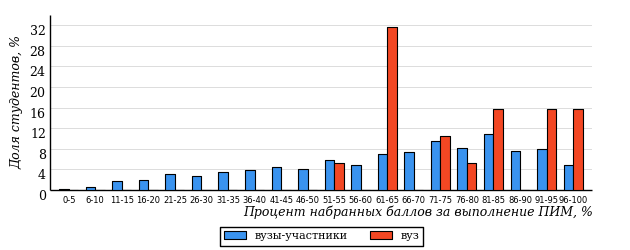 Доля студентов, %
32
28
24
20
16
12
8
4
0
0-5 6-10 11-15 16-20 21-25 26-30 31-35 36-40 41-45 46-50 51-55 56-60 61-65 66-70 71-75 76-80 81-85 86-90 91-95 96-100
Процент набранных баллов за выполнение ПИМ, %
вузы-участники вуз